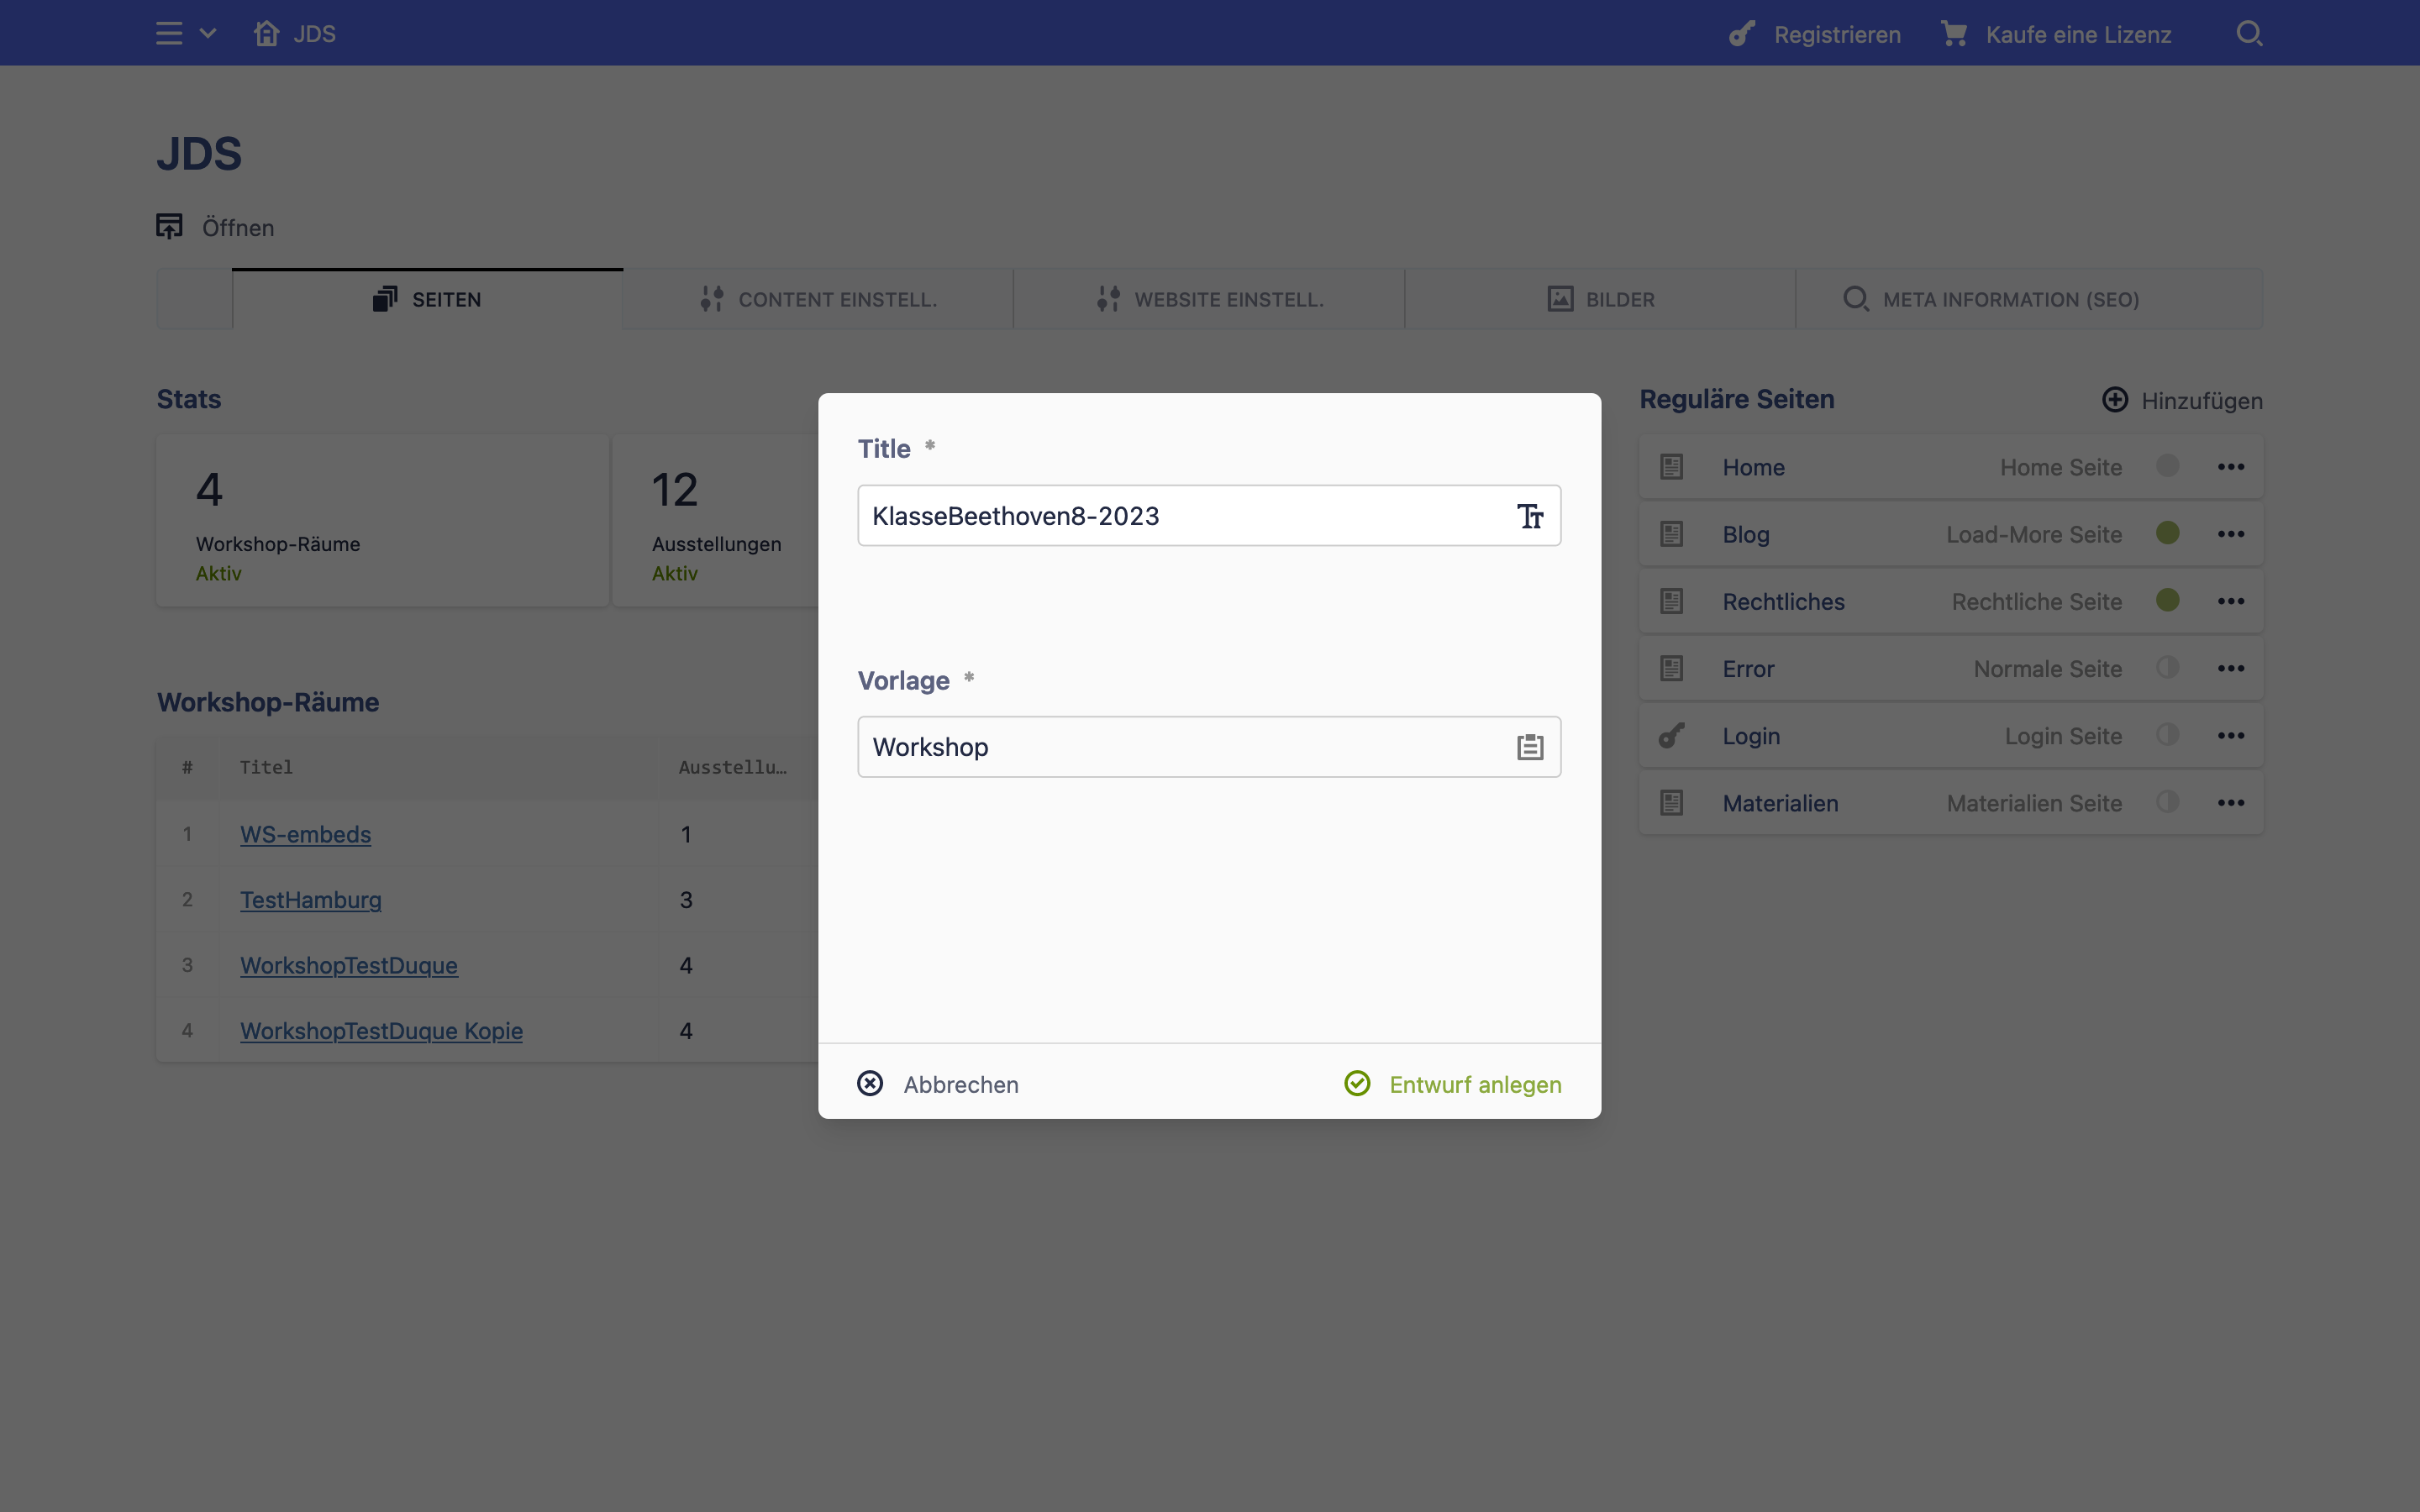 JDS
Registrieren
Kaufe eine Lizenz
JDS
Öffnen
SEITEN
CONTENT EINSTELL.
WEBSITE EINSTELL.
BILDER
META INFORMATION (SEO)
Stats
4
Workshop-Räume
Aktiv
12
Ausstellungen
Aktiv
Workshop-Räume
# Titel Ausstellu…
1 WS-embeds 1
2 TestHamburg 3
3 WorkshopTestDuque 4
4 WorkshopTestDuque Kopie 4
Title *
KlasseBeethoven8-2023
Vorlage *
Workshop
Abbrechen
Entwurf anlegen
Reguläre Seiten
Hinzufügen
Home Home Seite
Blog Load-More Seite
Rechtliches Rechtliche Seite
Error Normale Seite
Login Login Seite
Materialien Materialien Seite